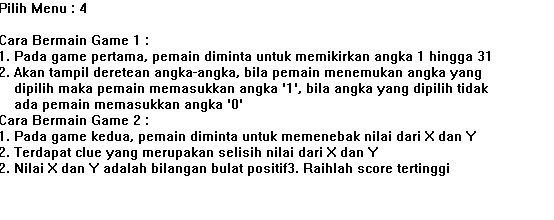 Pilih Menu : 4
Cara Bermain Game 1 :
1. Pada game pertama, pemain diminta untuk memikirkan angka 1 hingga 31
2. Akan tampil deretean angka-angka, bila pemain menemukan angka yang
dipilih maka pemain memasukkan angka '1', bila angka yang dipilih tidak
ada pemain memasukkan angka '0'
Cara Bermain Game 2 :
1. Pada game kedua, pemain diminta untuk memenebak nilai dari X dan Y
2. Terdapat clue yang merupakan selisih nilai dari X dan Y
2. Nilai X dan Y adalah bilangan bulat positif3. Raihlah score tertinggi